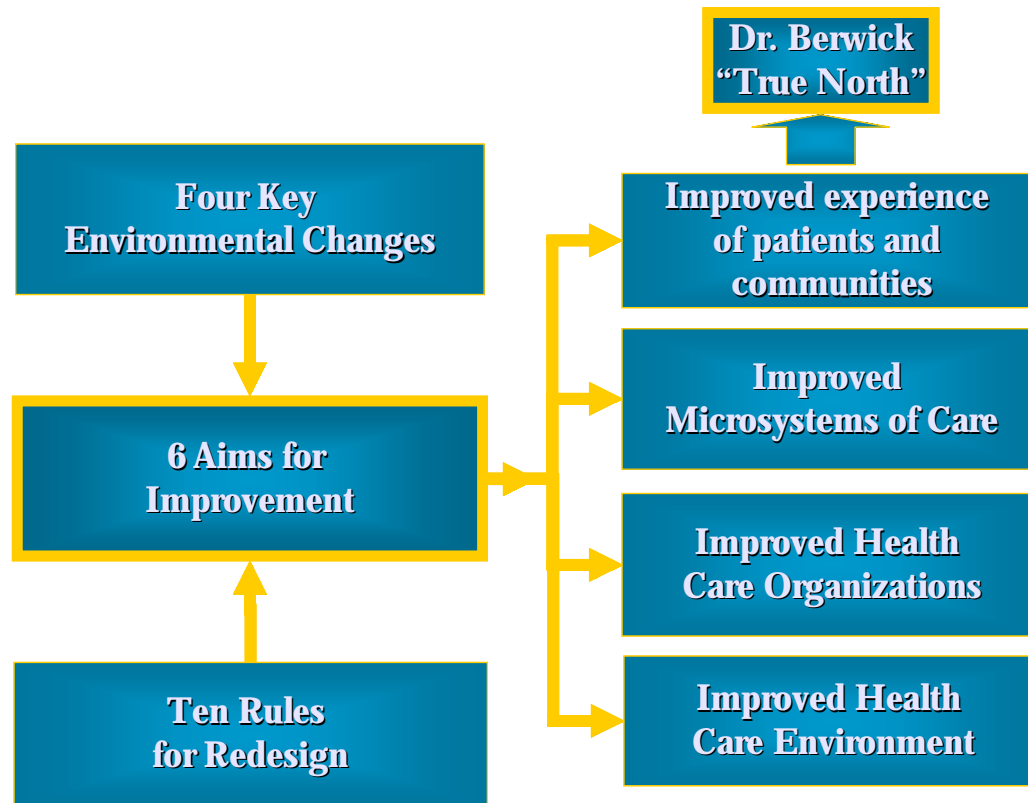 Dr. Berwick
“True North”
Four Key
Environmental Changes
Improved experience
of patients and
communities
6 Aims for
Improvement
Improved
Microsystems of Care
Improved Health
Care Organizations
Ten Rules
for Redesign
Improved Health
Care Environment